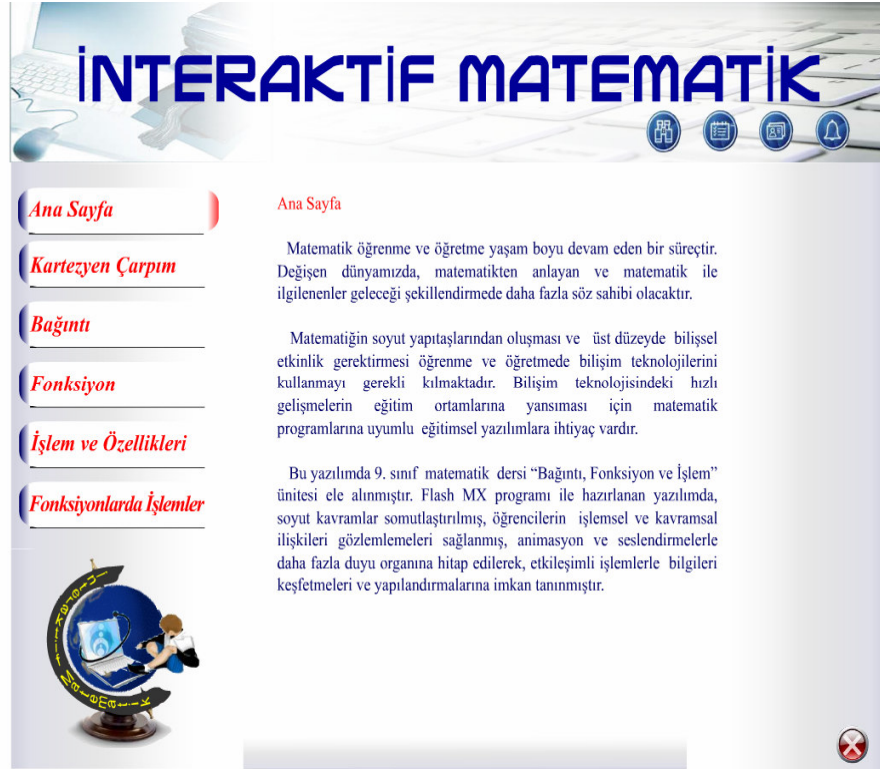 İNTERAKTİF MATEMATİK
Ana Sayfa
Kartezyen Çarpım
Bağıntı
Fonksiyon
İşlem ve Özellikleri
Fonksiyonlarda İşlemler
İnteraktif
Matematik
Ana Sayfa
Matematik öğrenme ve öğretme yaşam boyu devam eden bir süreçtir.
Değişen dünyamızda, matematikten anlayan ve matematik ile
ilgilenenler geleceği şekillendirmede daha fazla söz sahibi olacaktır.
Matematiğin soyut yapıtaşlarından oluşması ve üst düzeyde bilişsel
etkinlik gerektirmesi öğrenme ve öğretmede bilişim teknolojilerini
kullanmayı gerekli kılmaktadır. Bilişim teknolojisindeki hızlı
gelişmelerin eğitim ortamlarına yansıması için matematik
programlarına uyumlu eğitimsel yazılımlara ihtiyaç vardır.
Bu yazılımda 9. sınıf matematik dersi “Bağıntı, Fonksiyon ve İşlem”
ünitesi ele alınmıştır. Flash MX programı ile hazırlanan yazılımda,
soyut kavramlar somutlaştırılmış, öğrencilerin işlemsel ve kavramsal
ilişkileri gözlemlemeleri sağlanmış, animasyon ve seslendirmelerle
daha fazla duyu organına hitap edilerek, etkileşimli işlemlerle bilgileri
keşfetmeleri ve yapılandırmalarına imkan tanınmıştır.